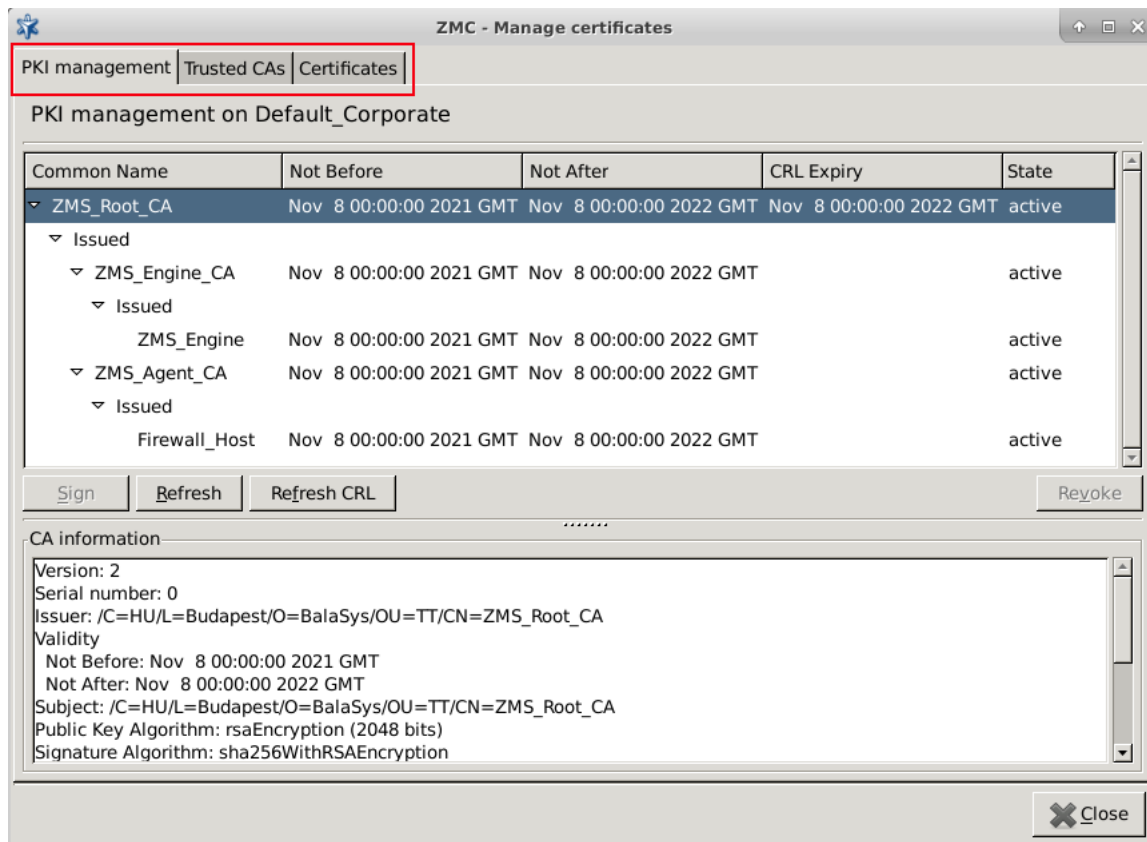 ZMC - Manage certificates
PKI management Trusted CAs Certificates
PKI management on Default_Corporate
Common Name Not Before Not After CRL Expiry State
ZMS_Root_CA Nov 8 00:00:00 2021 GMT Nov 8 00:00:00 2022 GMT Nov 8 00:00:00 2022 GMT active
Issued
ZMS_Engine_CA Nov 8 00:00:00 2021 GMT Nov 8 00:00:00 2022 GMT active
Issued
ZMS_Engine Nov 8 00:00:00 2021 GMT Nov 8 00:00:00 2022 GMT active
ZMS_Agent_CA Nov 8 00:00:00 2021 GMT Nov 8 00:00:00 2022 GMT active
Issued
Firewall_Host Nov 8 00:00:00 2021 GMT Nov 8 00:00:00 2022 GMT active
Sign Refresh Refresh CRL Revoke
CA information
Version: 2
Serial number: 0
Issuer: /C=HU/L=Budapest/O=BalaSys/OU=TT/CN=ZMS_Root_CA
Validity
Not Before: Nov 8 00:00:00 2021 GMT
Not After: Nov 8 00:00:00 2022 GMT
Subject: /C=HU/L=Budapest/O=BalaSys/OU=TT/CN=ZMS_Root_CA
Public Key Algorithm: rsaEncryption (2048 bits)
Signature Algorithm: sha256WithRSAEncryption
Close